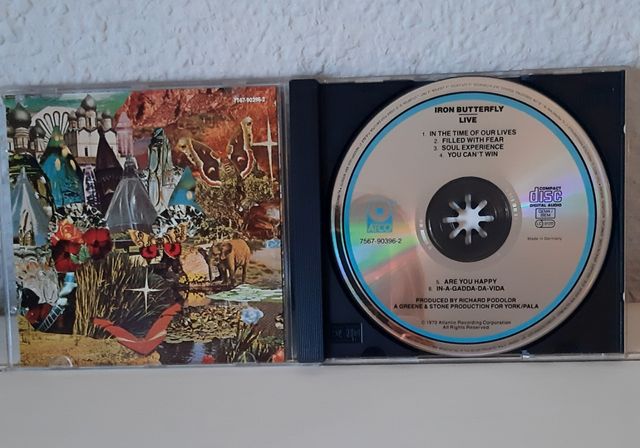 7567-90396-2
IRON BUTTERFLY
LIVE
1. IN THE TIME OF OUR LIVES
2. FILLED WITH FEAR
3. SOUL EXPERIENCE
4. YOU CAN'T WIN
COMPACT
disc
DIGITAL AUDIO
GEMA
BIEM
Made in Germany
ATCO
7567-90396-2
5. ARE YOU HAPPY
6. IN-A-GADDA-DA-VIDA
PRODUCED BY RICHARD PODOLOR
A GREENE & STONE PRODUCTION FOR YORK/PALA
© 1970 Atlantic Recording Corporation
All Rights Reserved